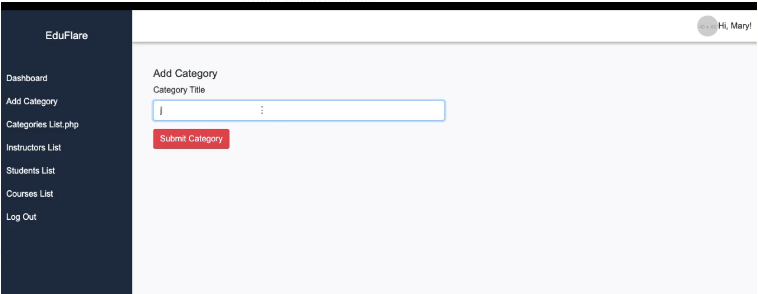 EduFlare
Hi, Mary!
Dashboard
Add Category
Categories List.php
Instructors List
Students List
Courses List
Log Out
Add Category
Category Title
j
Submit Category